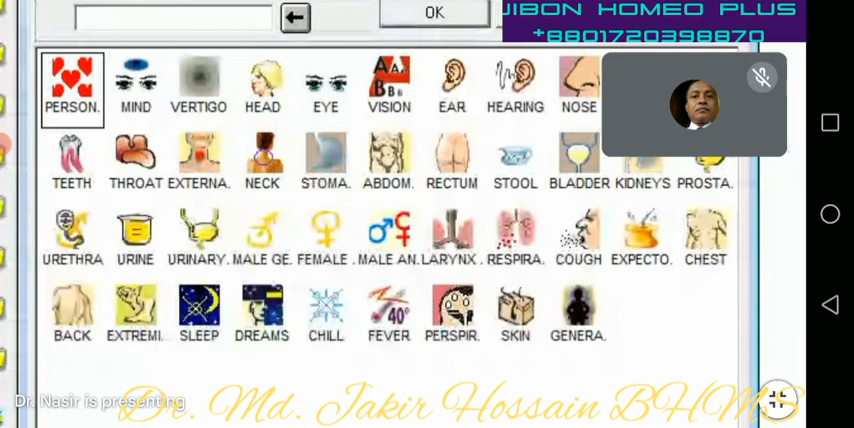 JIBON HOMEO PLUS
+8801720398870
OK
PERSON. MIND VERTIGO HEAD EYE VISION EAR HEARING NOSE
TEETH THROAT EXTERNA. NECK STOMA. ABDOM. RECTUM STOOL BLADDER KIDNEYS PROSTA.
URETHRA URINE URINARY. MALE GE. FEMALE . MALE AN. LARYNX . RESPIRA. COUGH EXPECTO. CHEST
BACK EXTREMI. SLEEP DREAMS CHILL FEVER PERSPIR. SKIN GENERA.
40°
Dr. Nasir is presenting
Dr. Md. Jakir Hossain BHMS